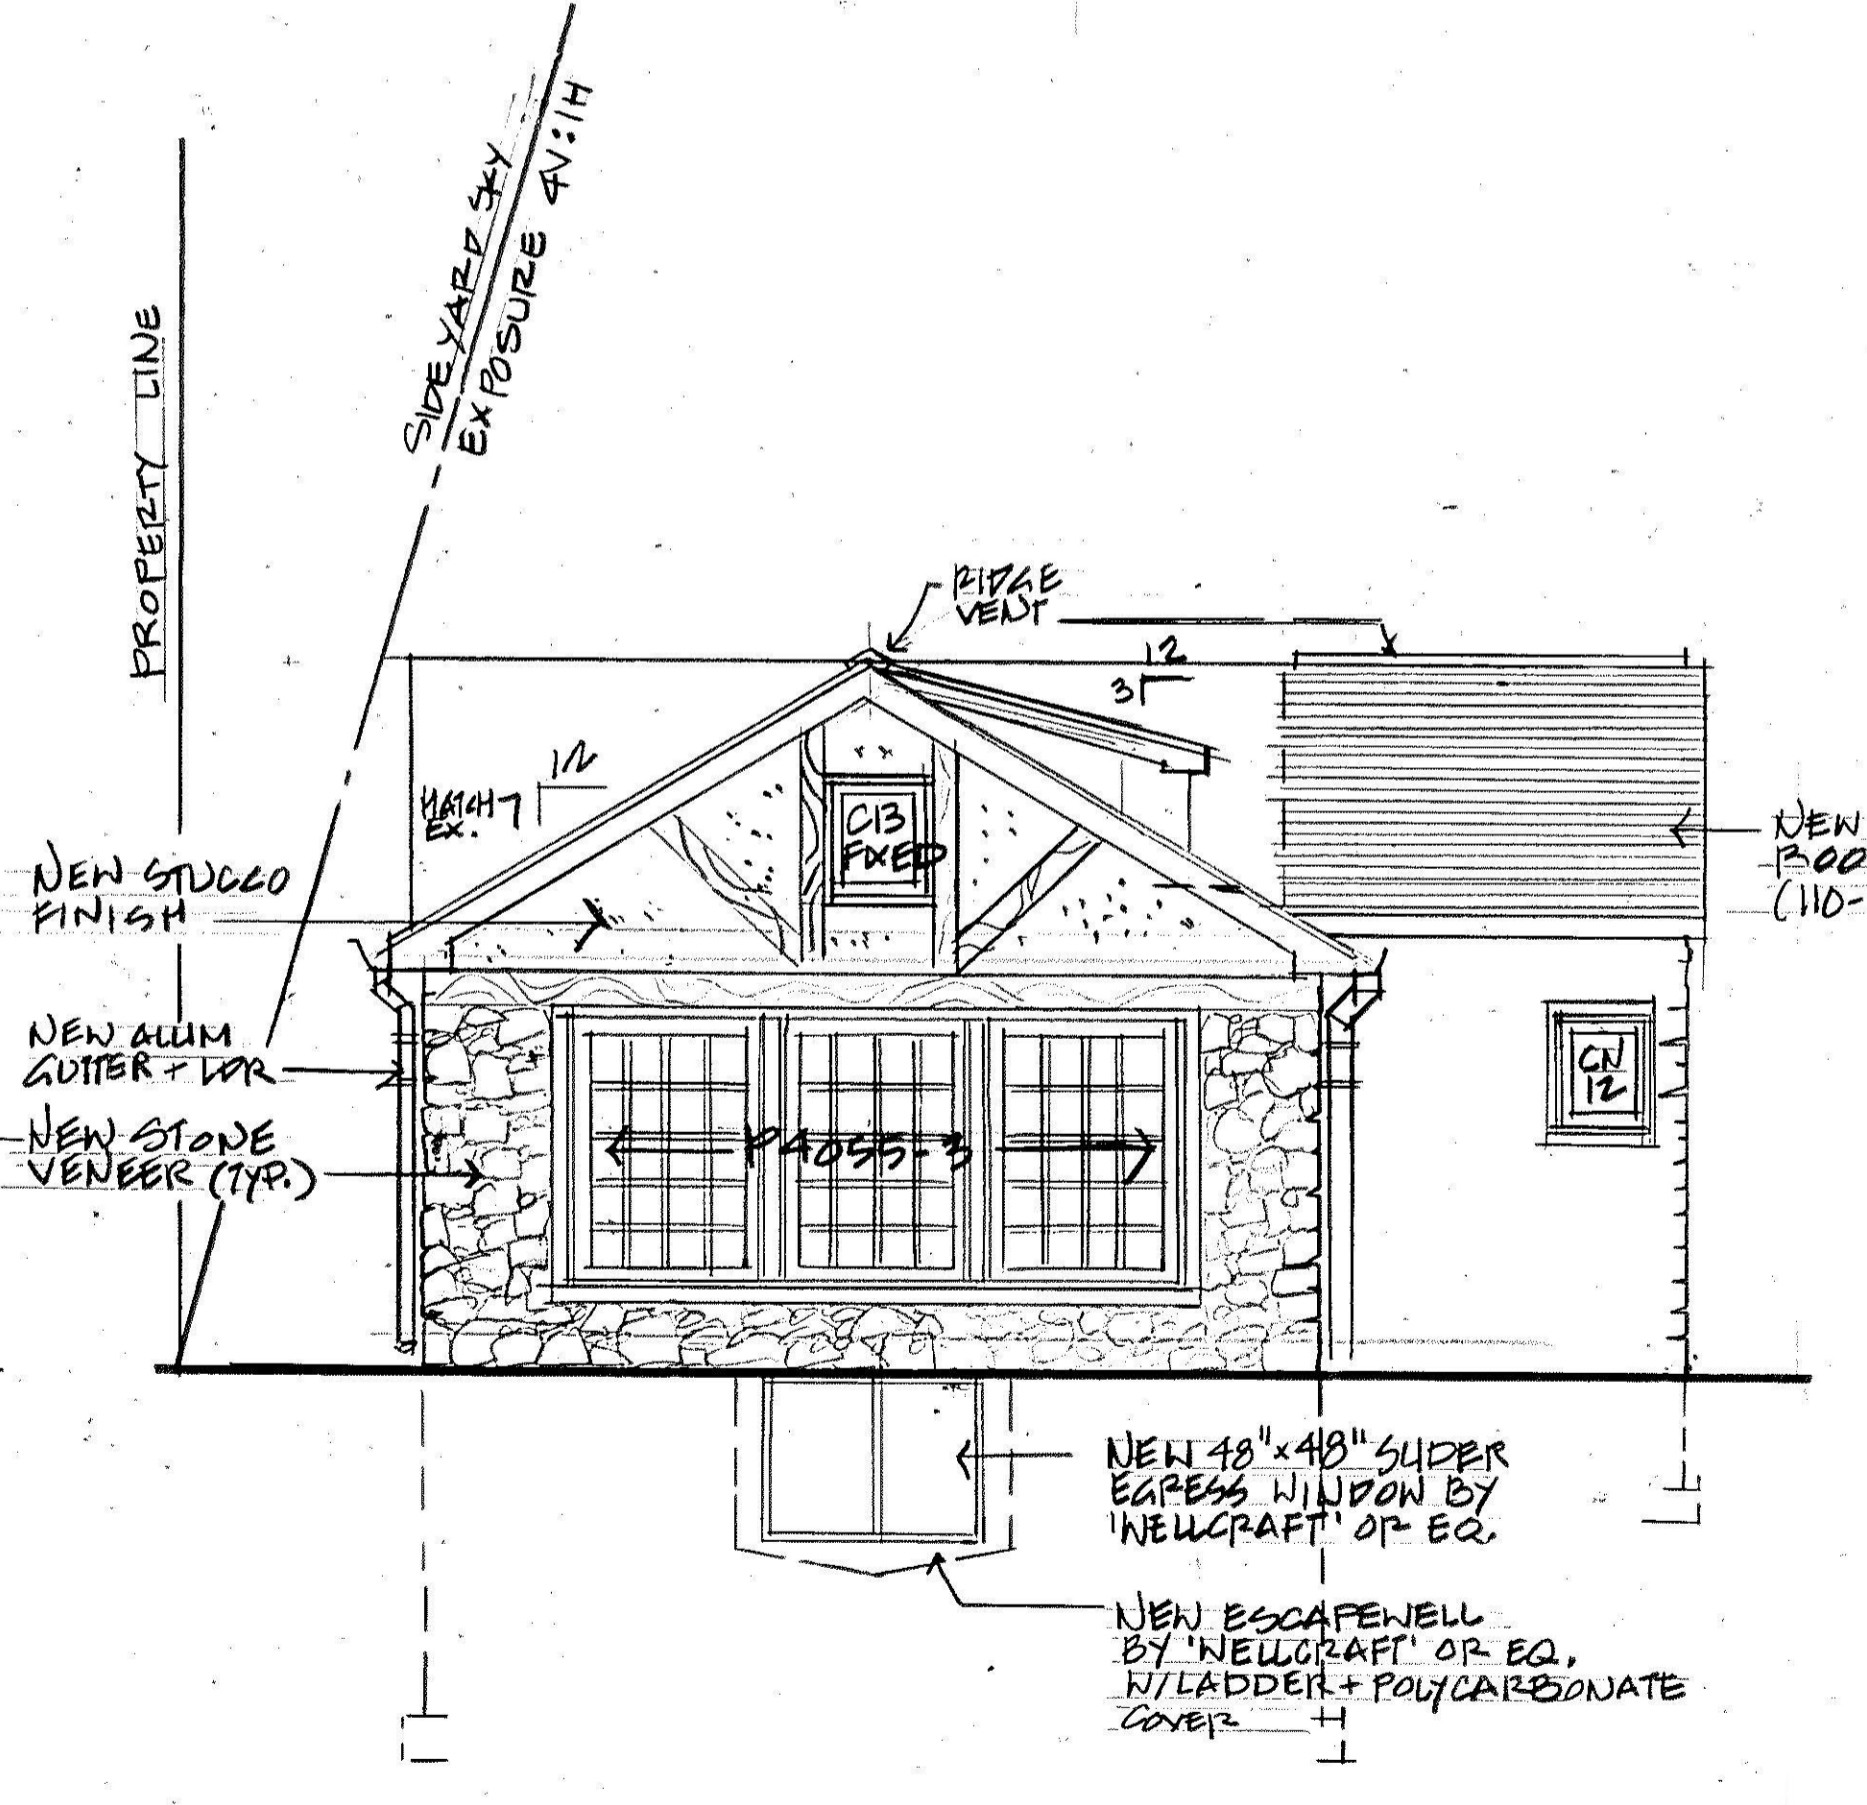 SIDE YARD SKY
EXPOSURE 4V:1H
PROPERTY LINE
RIDGE
VENT
12
3
12
7
MATCH
EX.
C13
FIXED
NEW STUCCO
FINISH
NEW
(110-
NEW ALUM
GUTTER + LDR
CN
12
NEW STONE
VENEER (TYP.)
P4055-3
NEW 48"x48" SLIDER
EGRESS WINDOW BY
'WELLCRAFT' OR EQ.
NEW ESCAPEWELL
BY 'WELLCRAFT' OR EQ.
W/LADDER + POLYCARBONATE
COVER